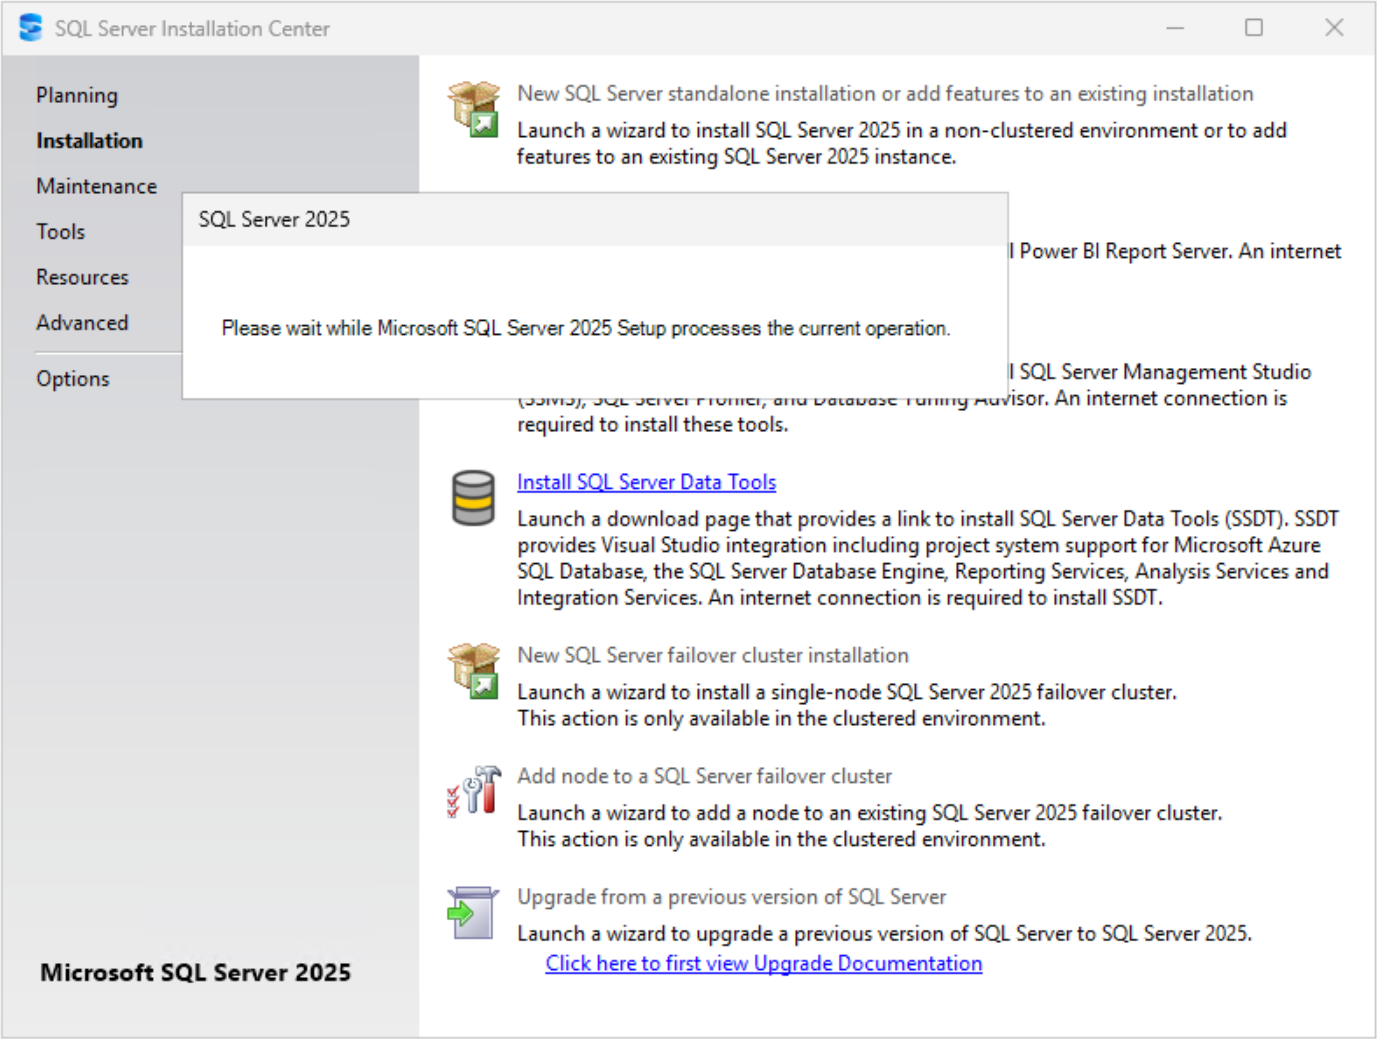 SQL Server Installation Center
Planning
Installation
Maintenance
Tools
Resources
Advanced
Options
Microsoft SQL Server 2025
New SQL Server standalone installation or add features to an existing installation
Launch a wizard to install SQL Server 2025 in a non-clustered environment or to add
features to an existing SQL Server 2025 instance.
SQL Server 2025
Please wait while Microsoft SQL Server 2025 Setup processes the current operation.
l Power BI Report Server. An internet
l SQL Server Management Studio
(SSMS), SQL Server Profiler, and Database Tuning Advisor. An internet connection is
required to install these tools.
Install SQL Server Data Tools
Launch a download page that provides a link to install SQL Server Data Tools (SSDT). SSDT
provides Visual Studio integration including project system support for Microsoft Azure
SQL Database, the SQL Server Database Engine, Reporting Services, Analysis Services and
Integration Services. An internet connection is required to install SSDT.
New SQL Server failover cluster installation
Launch a wizard to install a single-node SQL Server 2025 failover cluster.
This action is only available in the clustered environment.
Add node to a SQL Server failover cluster
Launch a wizard to add a node to an existing SQL Server 2025 failover cluster.
This action is only available in the clustered environment.
Upgrade from a previous version of SQL Server
Launch a wizard to upgrade a previous version of SQL Server to SQL Server 2025.
Click here to first view Upgrade Documentation